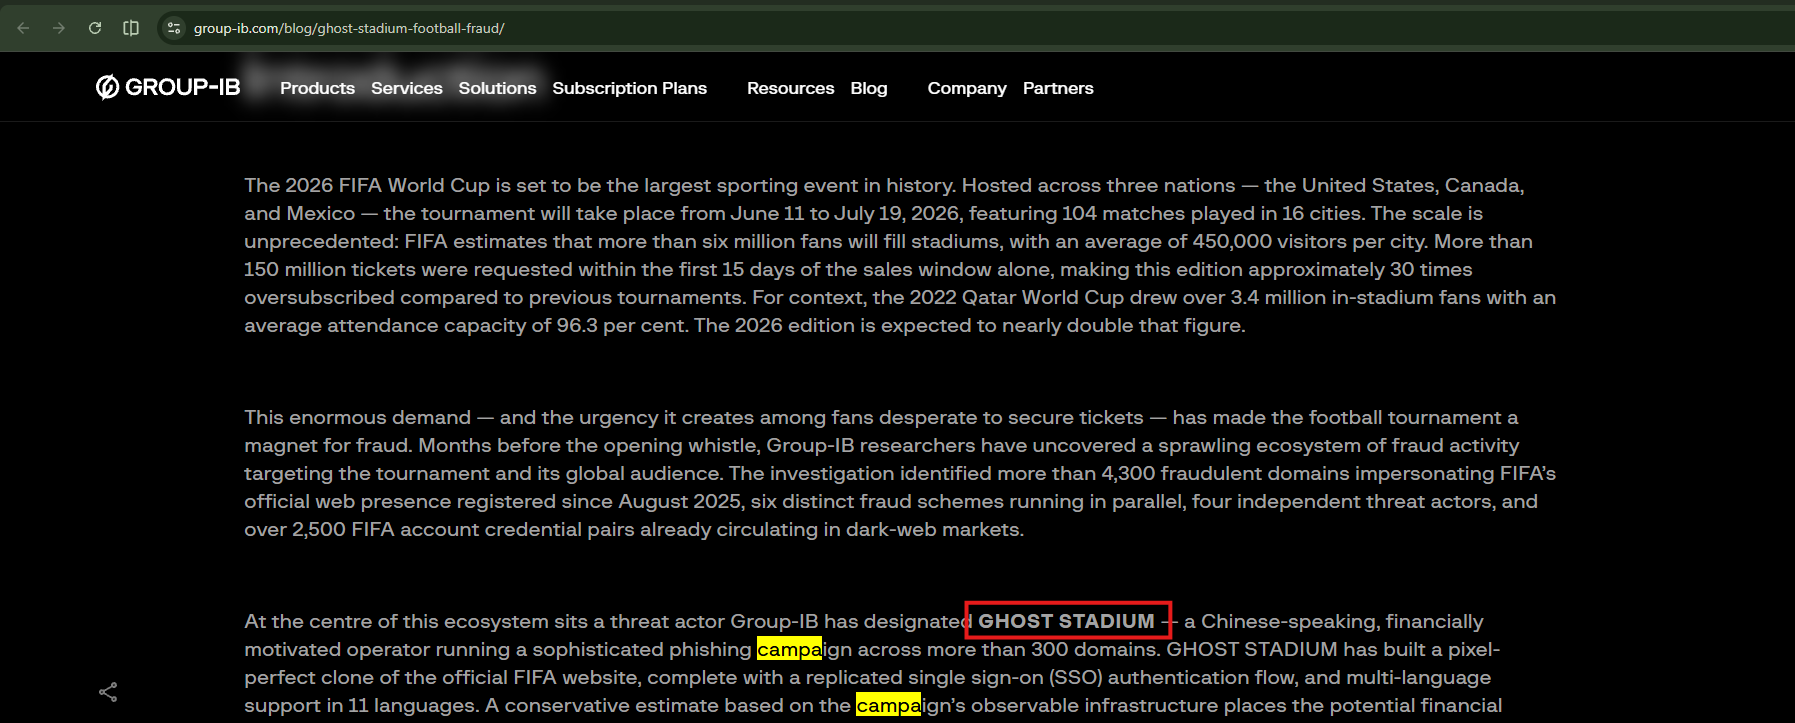 group-ib.com/blog/ghost-stadium-football-fraud/
GROUP-IB Products Services Solutions Subscription Plans Resources Blog Company Partners
The 2026 FIFA World Cup is set to be the largest sporting event in history. Hosted across three nations — the United States, Canada,
and Mexico — the tournament will take place from June 11 to July 19, 2026, featuring 104 matches played in 16 cities. The scale is
unprecedented: FIFA estimates that more than six million fans will fill stadiums, with an average of 450,000 visitors per city. More than
150 million tickets were requested within the first 15 days of the sales window alone, making this edition approximately 30 times
oversubscribed compared to previous tournaments. For context, the 2022 Qatar World Cup drew over 3.4 million in-stadium fans with an
average attendance capacity of 96.3 per cent. The 2026 edition is expected to nearly double that figure.
This enormous demand — and the urgency it creates among fans desperate to secure tickets — has made the football tournament a
magnet for fraud. Months before the opening whistle, Group-IB researchers have uncovered a sprawling ecosystem of fraud activity
targeting the tournament and its global audience. The investigation identified more than 4,300 fraudulent domains impersonating FIFA's
official web presence registered since August 2025, six distinct fraud schemes running in parallel, four independent threat actors, and
over 2,500 FIFA account credential pairs already circulating in dark-web markets.
At the centre of this ecosystem sits a threat actor Group-IB has designated GHOST STADIUM — a Chinese-speaking, financially
motivated operator running a sophisticated phishing campaign across more than 300 domains. GHOST STADIUM has built a pixel-
perfect clone of the official FIFA website, complete with a replicated single sign-on (SSO) authentication flow, and multi-language
support in 11 languages. A conservative estimate based on the campaign's observable infrastructure places the potential financial